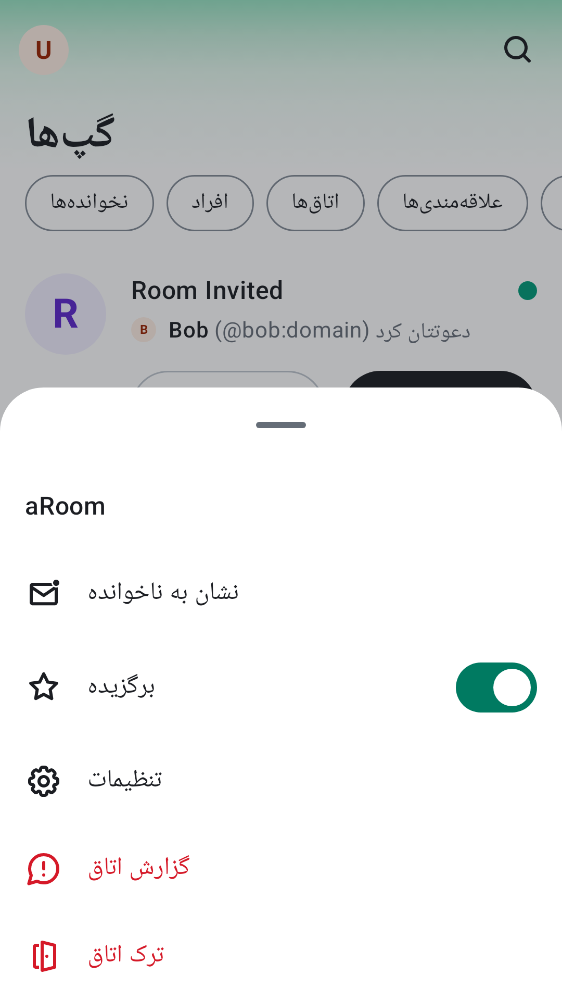 U
گپ‌ها
نخوانده‌ها
افراد
اتاق‌ها
علاقه‌مندی‌ها
R
Room Invited
B
Bob (@bob:domain) دعوتتان کرد
aRoom
نشان به ناخوانده
برگزیده
تنظیمات
گزارش اتاق
ترک اتاق